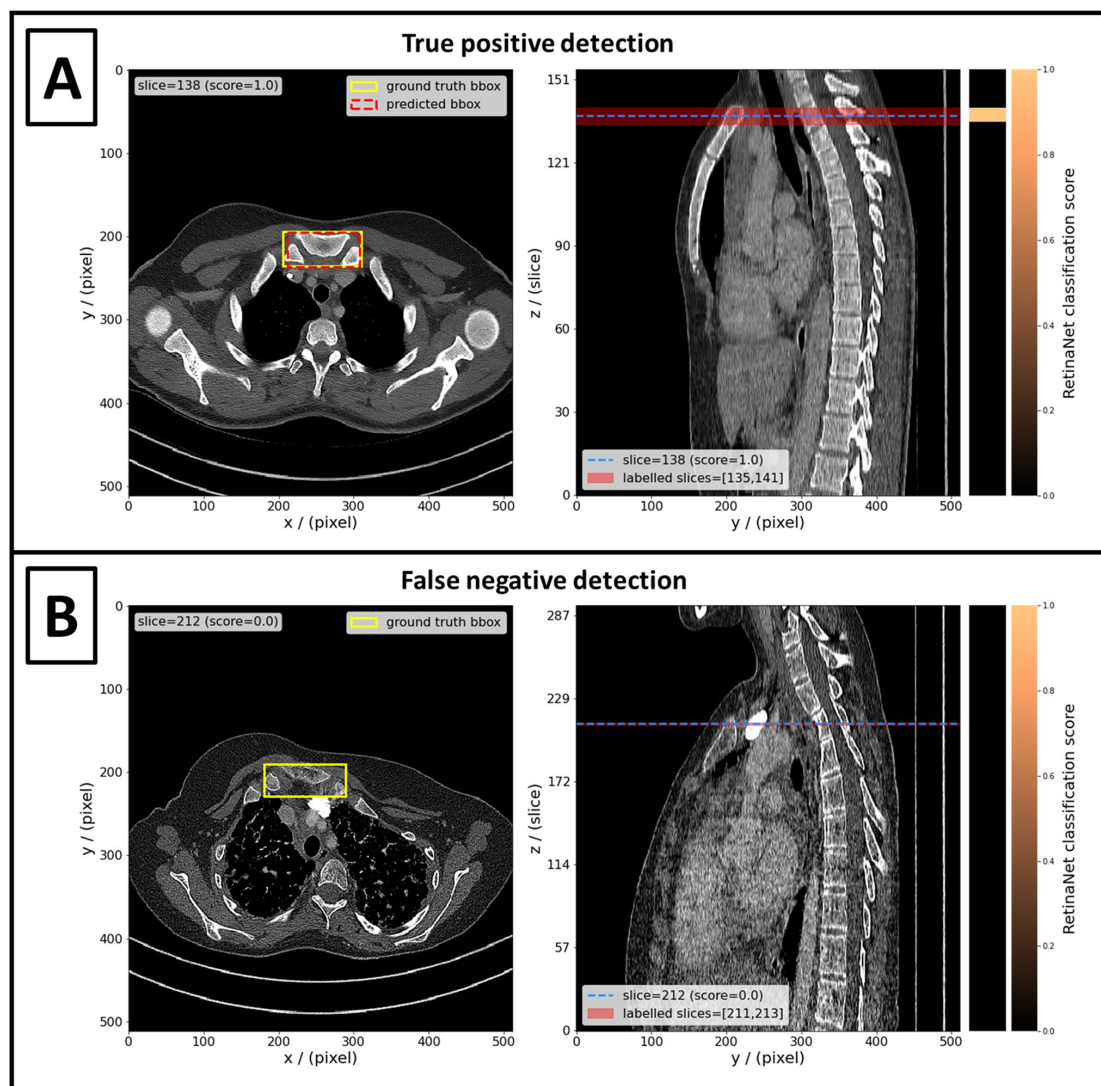 A
True positive detection
slice=138 (score=1.0)
ground truth bbox
predicted bbox
0
100
200
300
400
500
y / (pixel)
0
100
200
300
400
500
x / (pixel)
151
121
90
60
30
0
z / (slice)
slice=138 (score=1.0)
labelled slices=[135,141]
0
100
200
300
400
500
y / (pixel)
1.0
0.8
0.6
0.4
0.2
0.0
RetinaNet classification score
B
False negative detection
slice=212 (score=0.0)
ground truth bbox
0
100
200
300
400
500
y / (pixel)
0
100
200
300
400
500
x / (pixel)
287
229
172
114
57
0
z / (slice)
slice=212 (score=0.0)
labelled slices=[211,213]
0
100
200
300
400
500
y / (pixel)
1.0
0.8
0.6
0.4
0.2
0.0
RetinaNet classification score